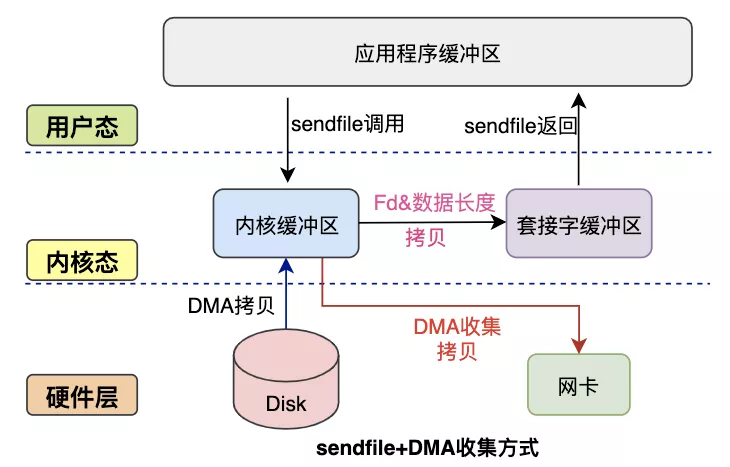 应用程序缓冲区
用户态
sendfile调用
sendfile返回
内核缓冲区
Fd&数据长度
拷贝
套接字缓冲区
内核态
DMA拷贝
DMA收集
拷贝
硬件层
Disk
网卡
sendfile+DMA收集方式